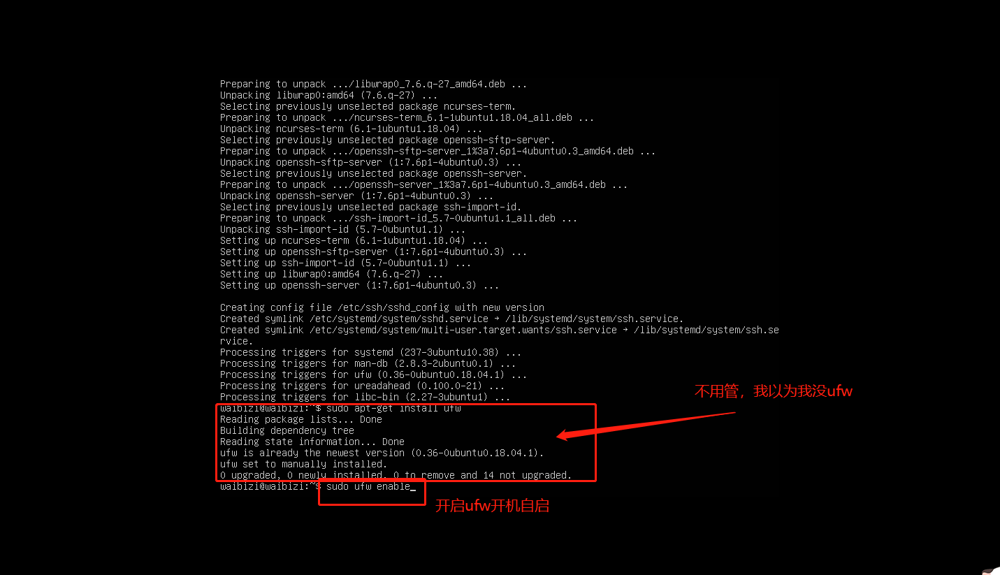 Preparing to unpack .../libwrap0_7.6.q-27_amd64.deb ...
Unpacking libwrap0:amd64 (7.6.q-27) ...
Selecting previously unselected package ncurses-term.
Preparing to unpack .../ncurses-term_6.1-1ubuntu1.18.04_all.deb ...
Unpacking ncurses-term (6.1-1ubuntu1.18.04) ...
Selecting previously unselected package openssh-sftp-server.
Preparing to unpack .../openssh-sftp-server_1%3a7.6p1-4ubuntu0.3_amd64.deb ...
Unpacking openssh-sftp-server (1:7.6p1-4ubuntu0.3) ...
Selecting previously unselected package openssh-server.
Preparing to unpack .../openssh-server_1%3a7.6p1-4ubuntu0.3_amd64.deb ...
Unpacking openssh-server (1:7.6p1-4ubuntu0.3) ...
Selecting previously unselected package ssh-import-id.
Preparing to unpack .../ssh-import-id_5.7-0ubuntu1.1_all.deb ...
Unpacking ssh-import-id (5.7-0ubuntu1.1) ...
Setting up ncurses-term (6.1-1ubuntu1.18.04) ...
Setting up openssh-sftp-server (1:7.6p1-4ubuntu0.3) ...
Setting up ssh-import-id (5.7-0ubuntu1.1) ...
Setting up libwrap0:amd64 (7.6.q-27) ...
Setting up openssh-server (1:7.6p1-4ubuntu0.3) ...
Creating config file /etc/ssh/sshd_config with new version
Created symlink /etc/systemd/system/sshd.service → /lib/systemd/system/ssh.service.
Created symlink /etc/systemd/system/multi-user.target.wants/ssh.service → /lib/systemd/system/ssh.se
rvice.
Processing triggers for systemd (237-3ubuntu10.38) ...
Processing triggers for man-db (2.8.3-2ubuntu0.1) ...
Processing triggers for ufw (0.36-0ubuntu0.18.04.1) ...
Processing triggers for ureadahead (0.100.0-21) ...
Processing triggers for libc-bin (2.27-3ubuntu1) ...
不用管，我以为我没ufw
waibizi@waibizi:~$ sudo apt-get install ufw
Reading package lists... Done
Building dependency tree
Reading state information... Done
ufw is already the newest version (0.36-0ubuntu0.18.04.1).
ufw set to manually installed.
0 upgraded, 0 newly installed, 0 to remove and 14 not upgraded.
waibizi@waibizi:~$ sudo ufw enable_
开启ufw开机自启